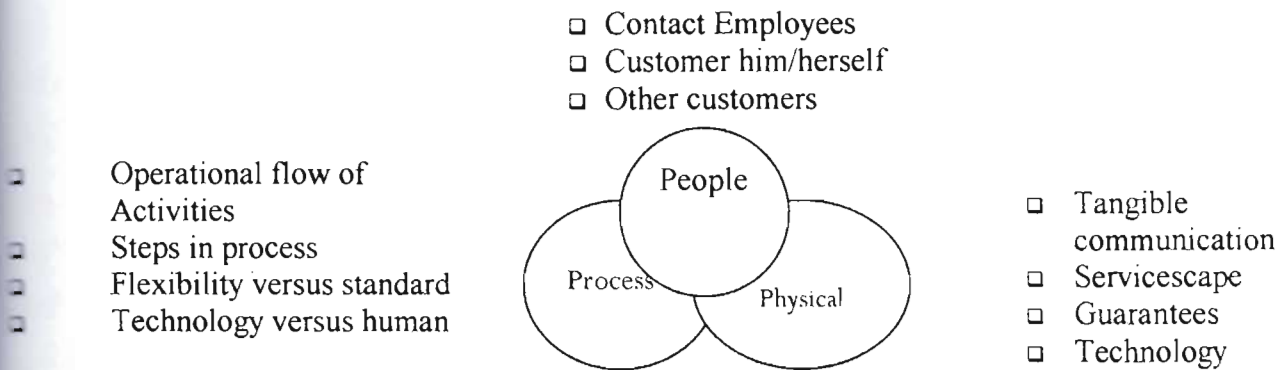 ❑ Contact Employees
❑ Customer him/herself
❑ Other customers
❑ Operational flow of
Activities
❑ Steps in process
❑ Flexibility versus standard
❑ Technology versus human
People
Process
Physical
❑ Tangible
communication
❑ Servicescape
❑ Guarantees
❑ Technology